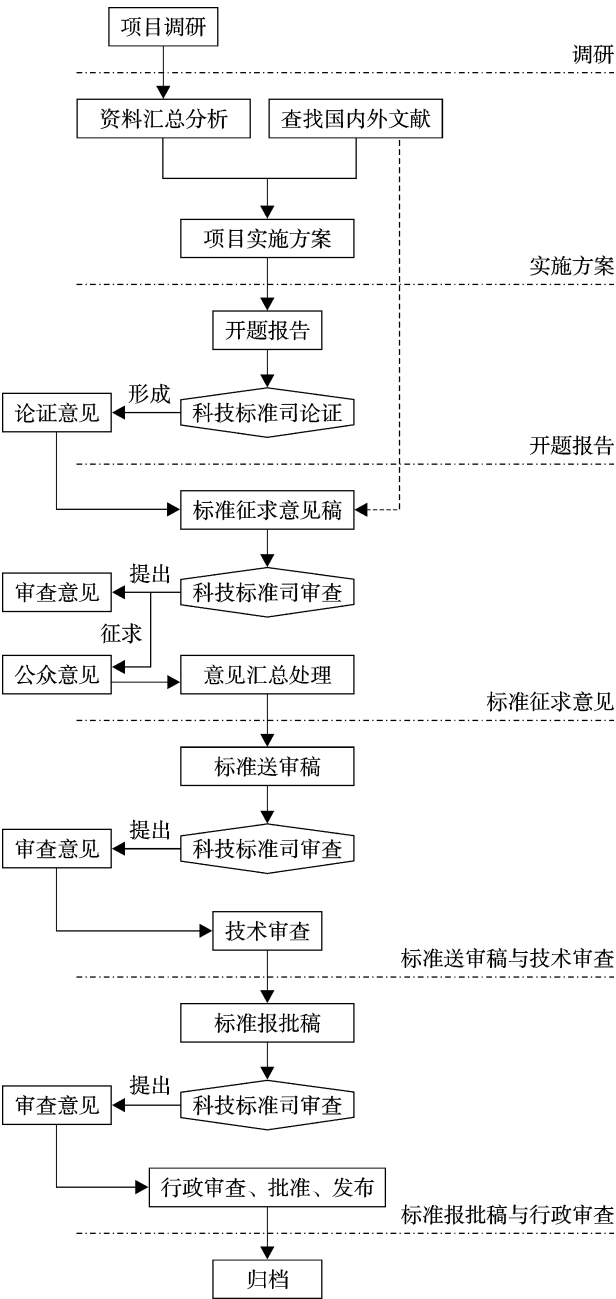 项目调研
调研
资料汇总分析
查找国内外文献
项目实施方案
实施方案
开题报告
形成
论证意见
科技标准司论证
开题报告
标准征求意见稿
提出
审查意见
科技标准司审查
征求
公众意见
意见汇总处理
标准征求意见
标准送审稿
提出
审查意见
科技标准司审查
技术审查
标准送审稿与技术审查
标准报批稿
提出
审查意见
科技标准司审查
行政审查、批准、发布
标准报批稿与行政审查
归档